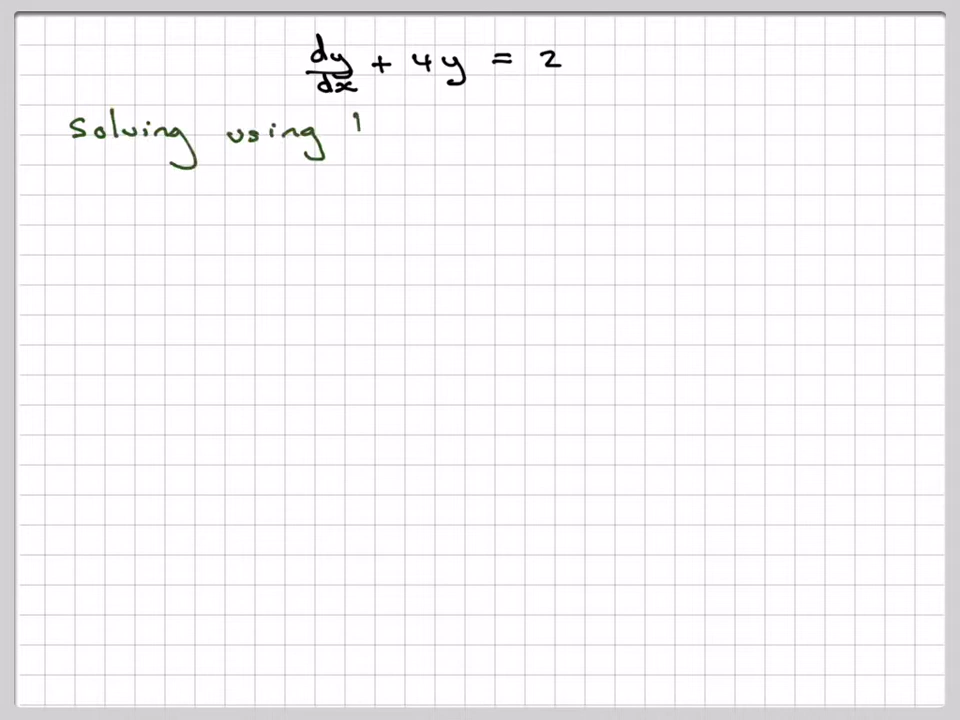 dy/dx + 4y = 2
Solving using